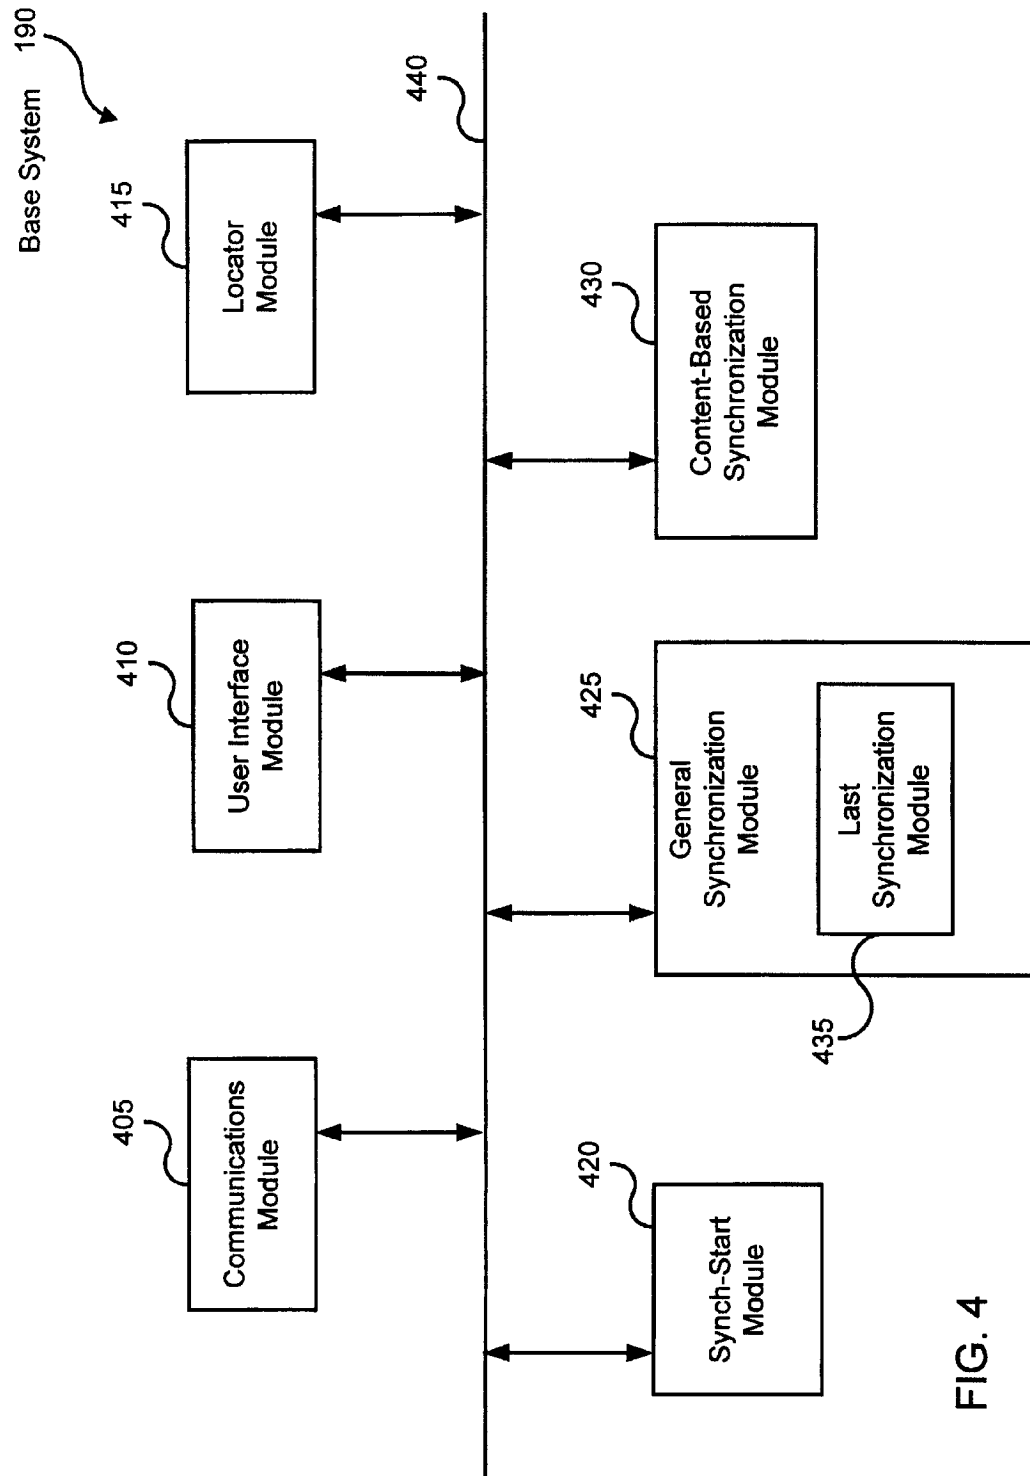 Base System 190
405
Communications
Module
410
User Interface
Module
415
Locator
Module
440
420
Synch-Start
Module
425
General
Synchronization
Module
Last
Synchronization
Module
435
430
Content-Based
Synchronization
Module
FIG. 4